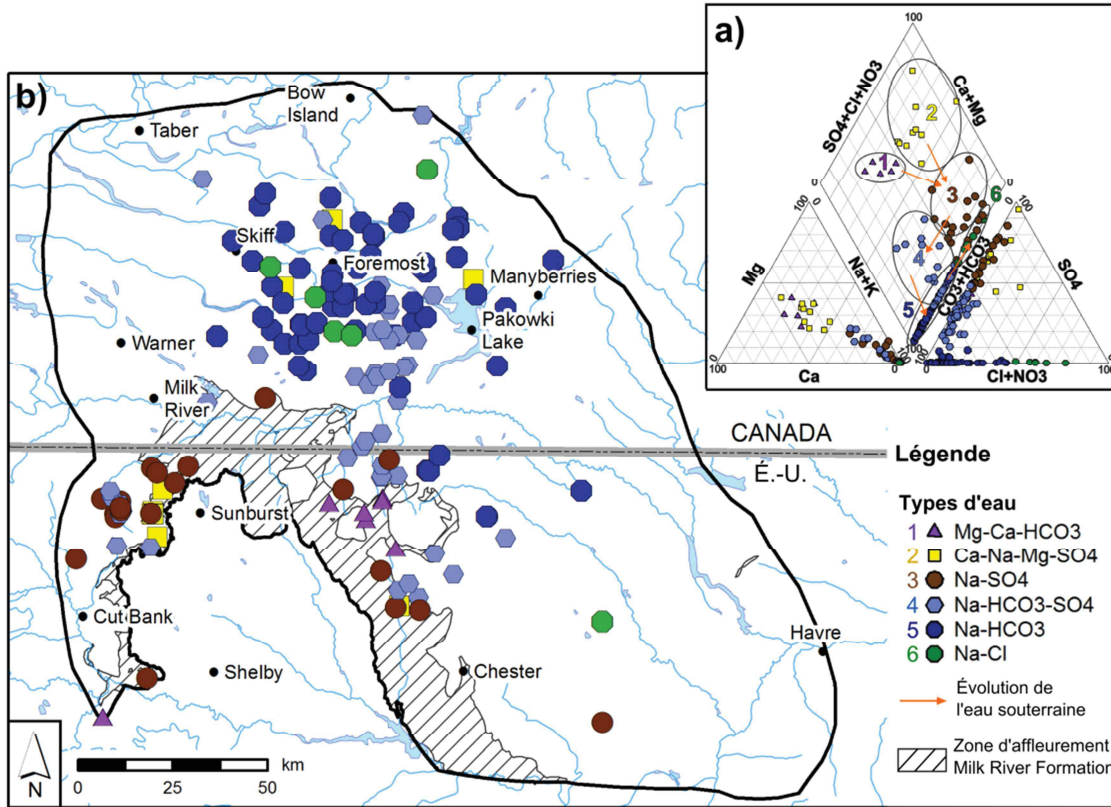 a)
100
SO4+Cl+NO3
Ca+Mg
2
1
3
6
4
5
0
0
100
100
Mg
Na+K
CO3+HCO3
SO4
100
0
100
100
0
100
Ca
Cl+NO3
b)
Bow
Island
Taber
Skiff
Foremost
Manyberries
Pakowki
Lake
Warner
Milk
River
CANADA
É.-U.
Sunburst
Cut Bank
Shelby
Chester
Havre
0
25
50
km
N
Légende
Types d'eau
1 Mg-Ca-HCO3
2 Ca-Na-Mg-SO4
3 Na-SO4
4 Na-HCO3-SO4
5 Na-HCO3
6 Na-Cl
Évolution de
l'eau souterraine
Zone d'affleurement
Milk River Formation